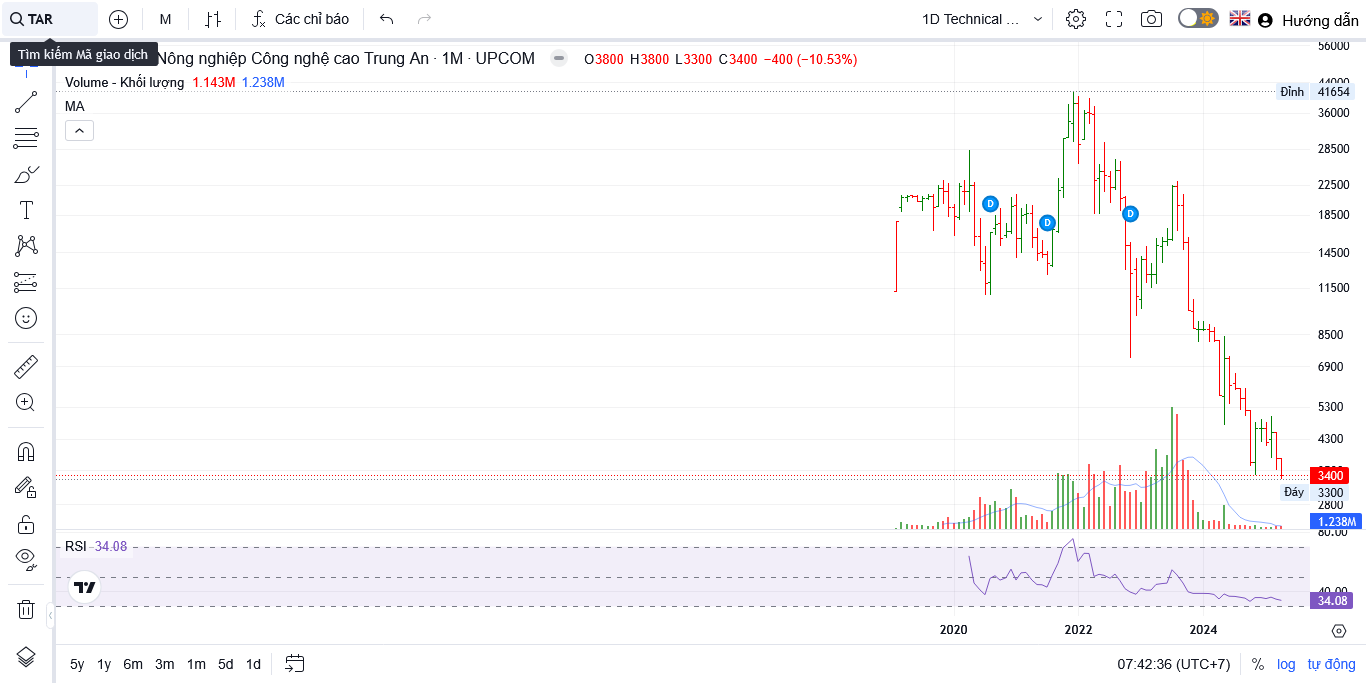 TAR
M
Các chỉ báo
1D Technical ...
Hướng dẫn
Tìm kiếm Mã giao dịch
Nông nghiệp Công nghệ cao Trung An · 1M · UPCOM
O3800 H3800 L3300 C3400 −400 (−10.53%)
Volume - Khối lượng 1.143M 1.238M
MA
56000
44000
Đỉnh 41654
36000
28500
22500
18500
14500
11500
8500
6900
5300
4300
3400
Đáy 3300
2800
1.238M
80.00
40.00
34.08
D
D
D
RSI 34.08
2020 2022 2024
5y 1y 6m 3m 1m 5d 1d
07:42:36 (UTC+7) % log tự động